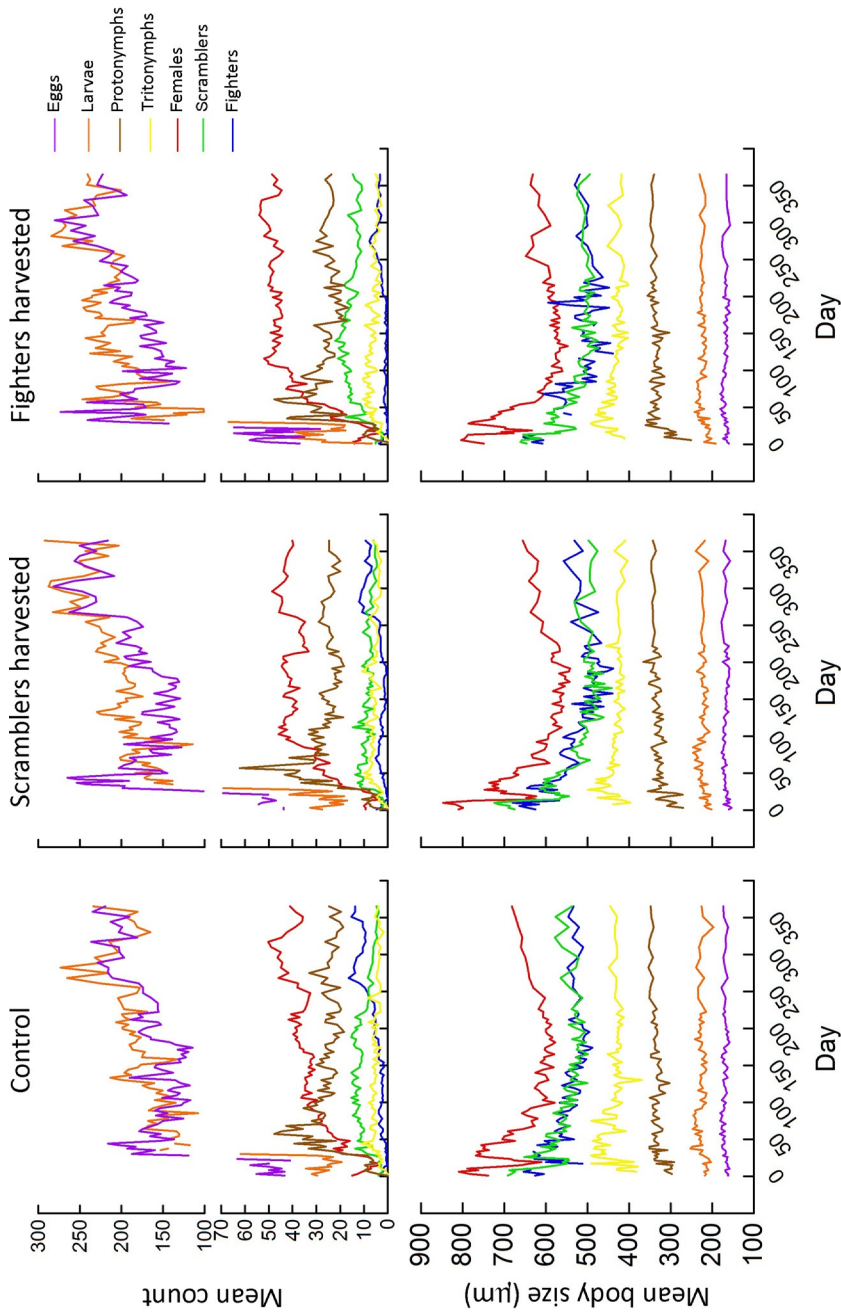 Control
Scramblers harvested
Fighters harvested
Eggs
Larvae
Protonymphs
Tritonymphs
Females
Scramblers
Fighters
Mean count
300
250
200
150
100
70
60
50
40
30
20
10
0
Mean body size (μm)
900
800
700
600
500
400
300
200
100
0 50 100 150 200 250 300 350
0 50 100 150 200 250 300 350
0 50 100 150 200 250 300 350
Day
Day
Day